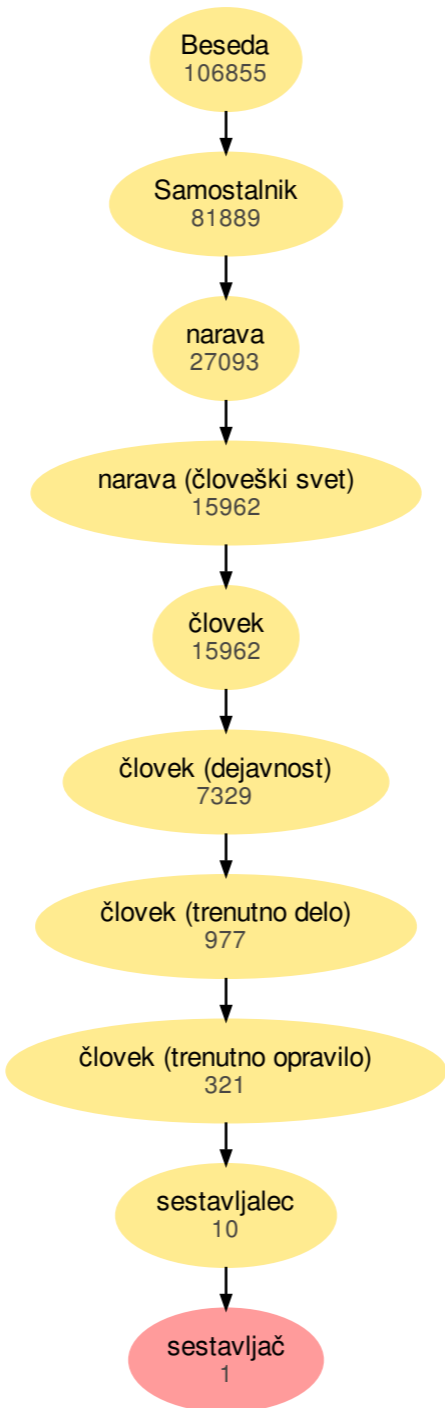 Beseda
106855
Samostalnik
81889
narava
27093
narava (človeški svet)
15962
človek
15962
človek (dejavnost)
7329
človek (trenutno delo)
977
človek (trenutno opravilo)
321
sestavljalec
10
sestavljač
1